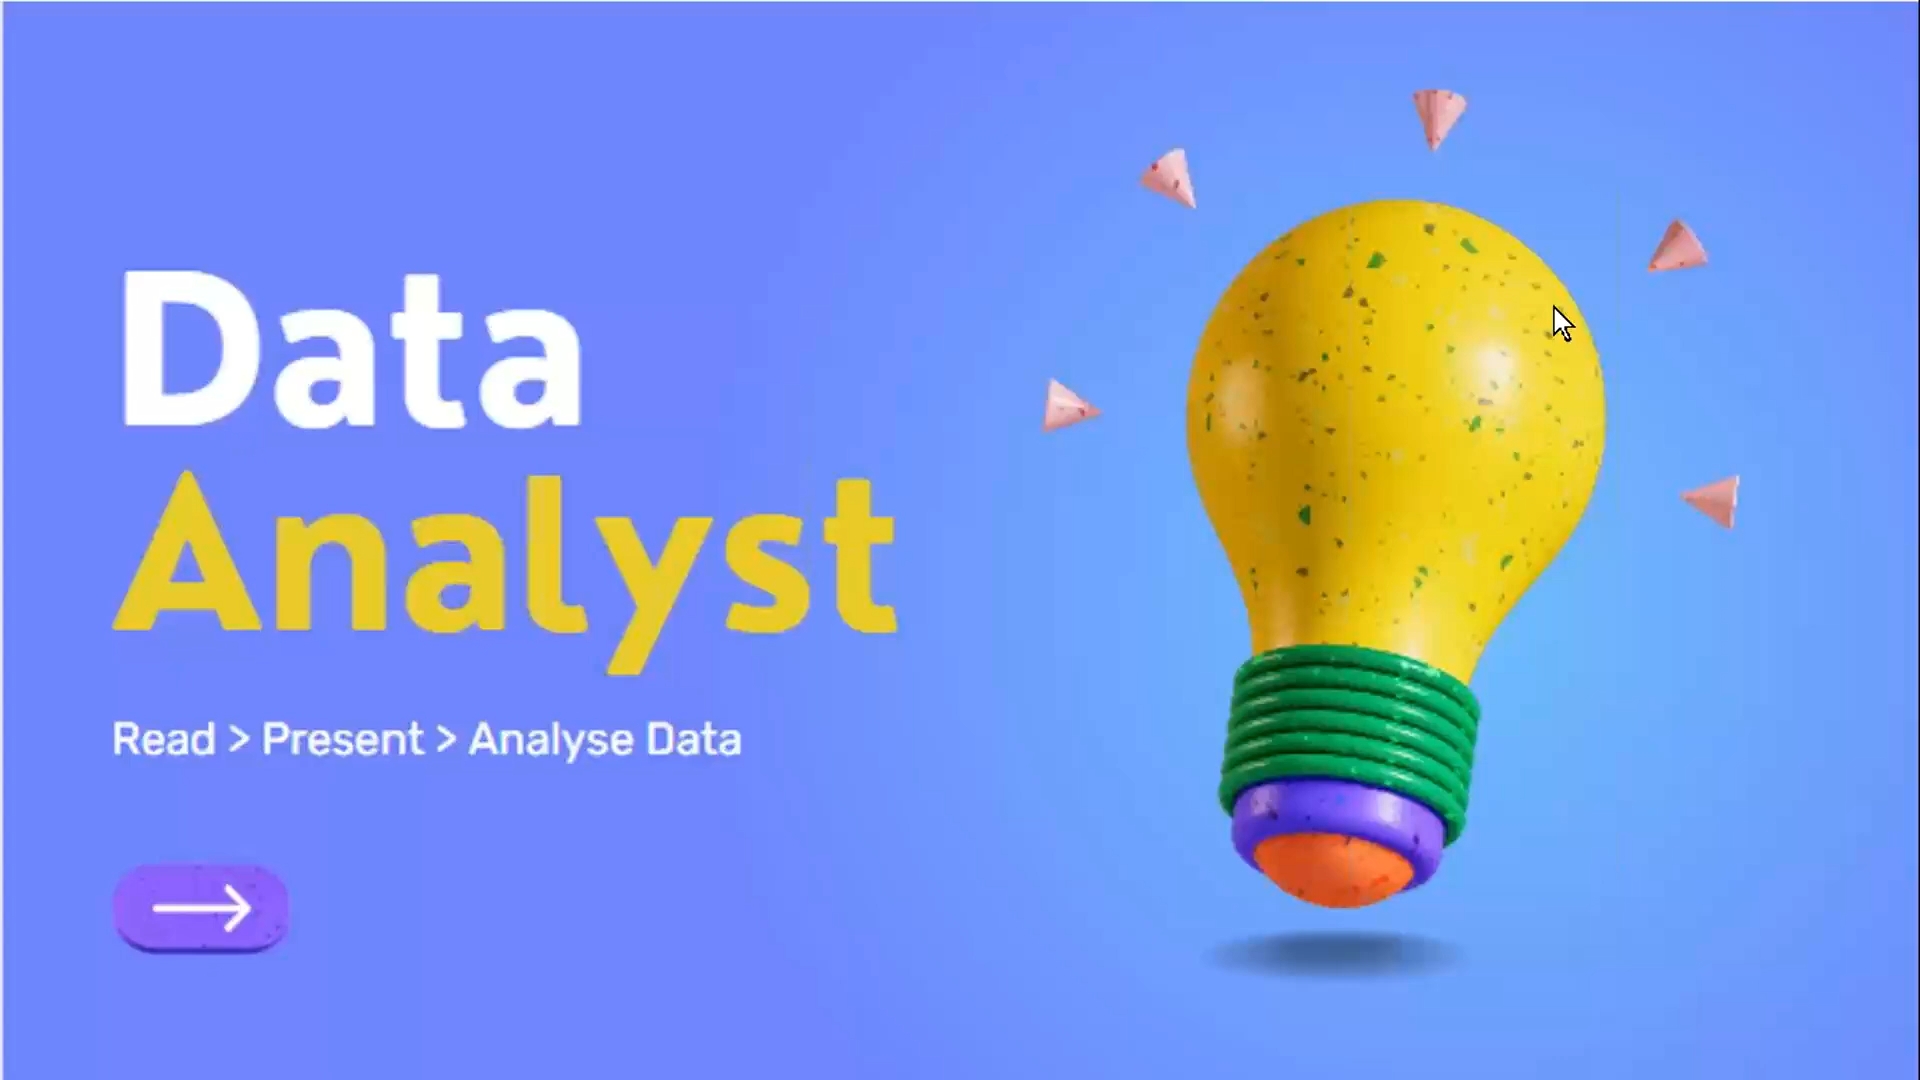 Data
Analyst
Read > Present > Analyse Data